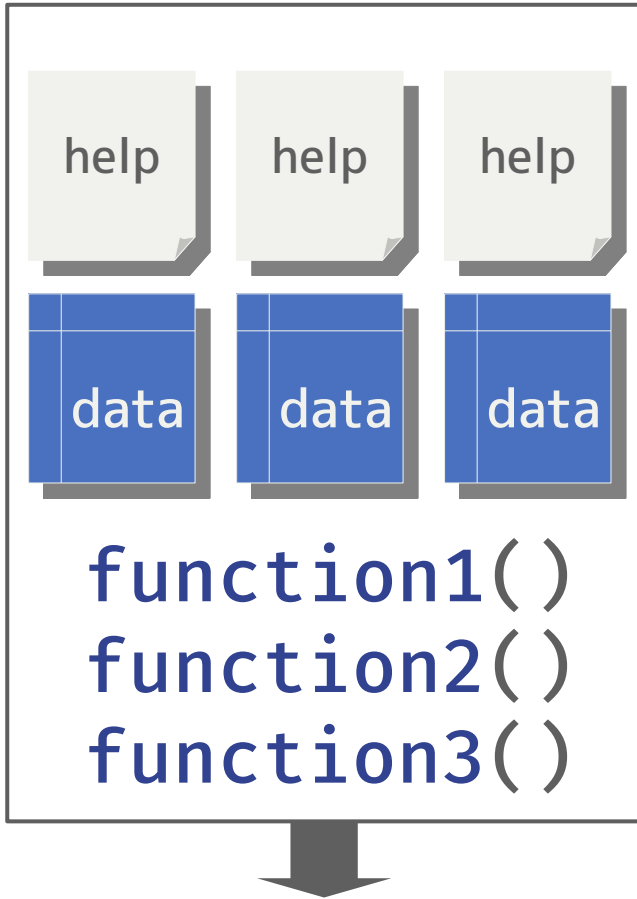 help help help
data data data
function1()
function2()
function3()